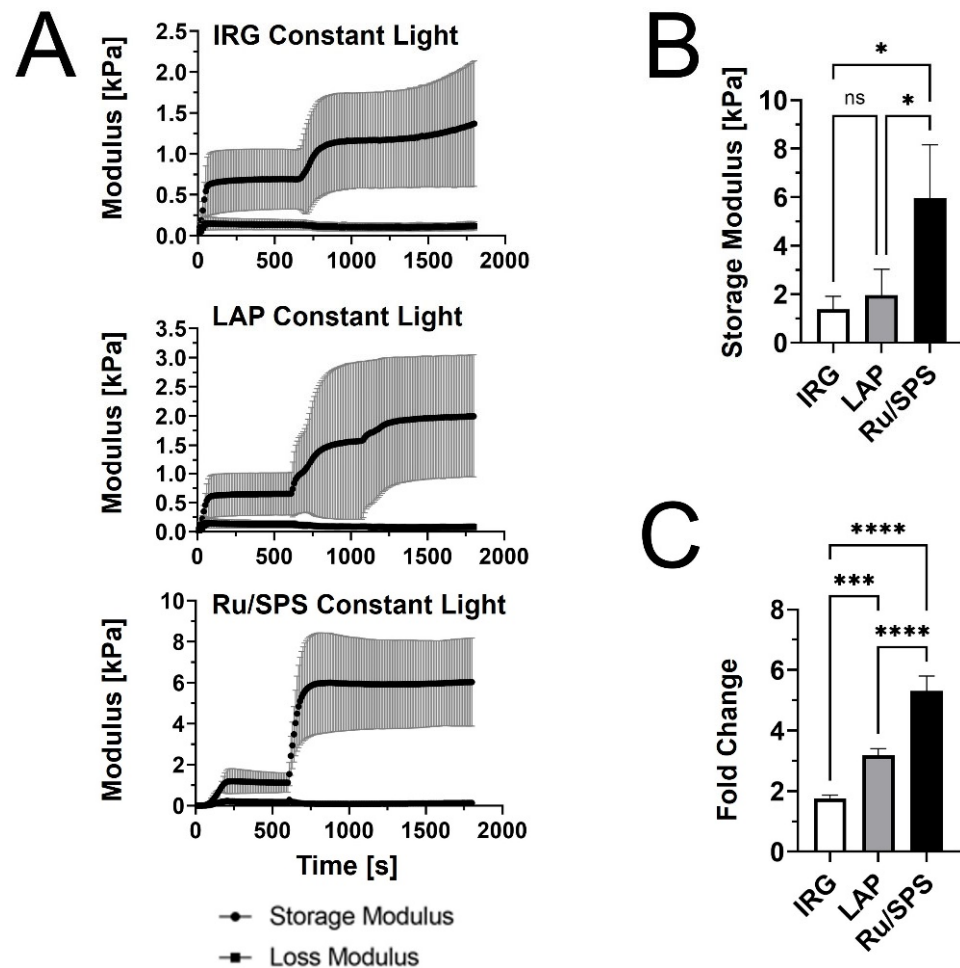 A
IRG Constant Light
Modulus [kPa]
2.5
2.0
1.5
1.0
0.5
0.0
0 500 1000 1500 2000
LAP Constant Light
Modulus [kPa]
3.5
3.0
2.5
2.0
1.5
1.0
0.5
0.0
0 500 1000 1500 2000
Ru/SPS Constant Light
Modulus [kPa]
10
8
6
4
2
0
0 500 1000 1500 2000
Time [s]
Storage Modulus
Loss Modulus
B
Storage Modulus [kPa]
*
ns *
10
8
6
4
2
0
IRG LAP Ru/SPS
C
Fold Change
****
***
****
8
6
4
2
0
IRG LAP Ru/SPS